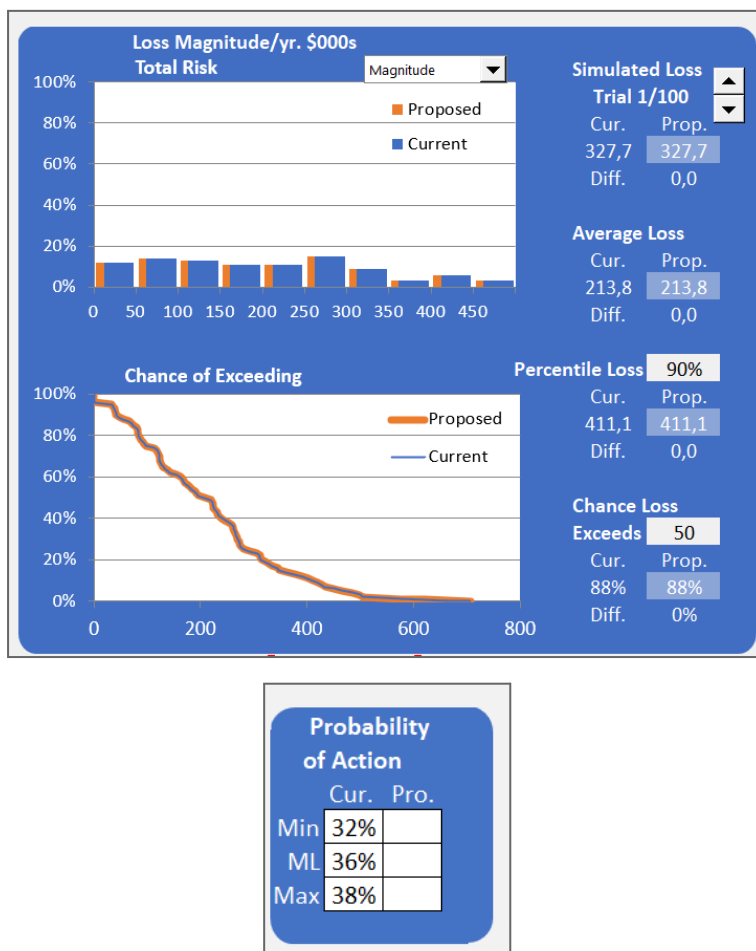 Loss Magnitude/yr. $000s
Total Risk
Magnitude
100%
80%
60%
40%
20%
0%
Proposed
Current
0 50 100 150 200 250 300 350 400 450
Simulated Loss
Trial 1/100
Cur. Prop.
327,7 327,7
Diff. 0,0
Average Loss
Cur. Prop.
213,8 213,8
Diff. 0,0
Chance of Exceeding
100%
80%
60%
40%
20%
0%
Proposed
Current
0 200 400 600 800
Percentile Loss 90%
Cur. Prop.
411,1 411,1
Diff. 0,0
Chance Loss
Exceeds 50
Cur. Prop.
88% 88%
Diff. 0%
Probability
of Action
Cur. Pro.
Min 32%
ML 36%
Max 38%